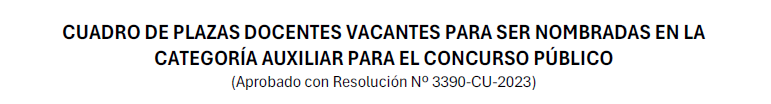 CUADRO DE PLAZAS DOCENTES VACANTES PARA SER NOMBRADAS EN LA
CATEGORÍA AUXILIAR PARA EL CONCURSO PÚBLICO
(Aprobado con Resolución Nº 3390-CU-2023)